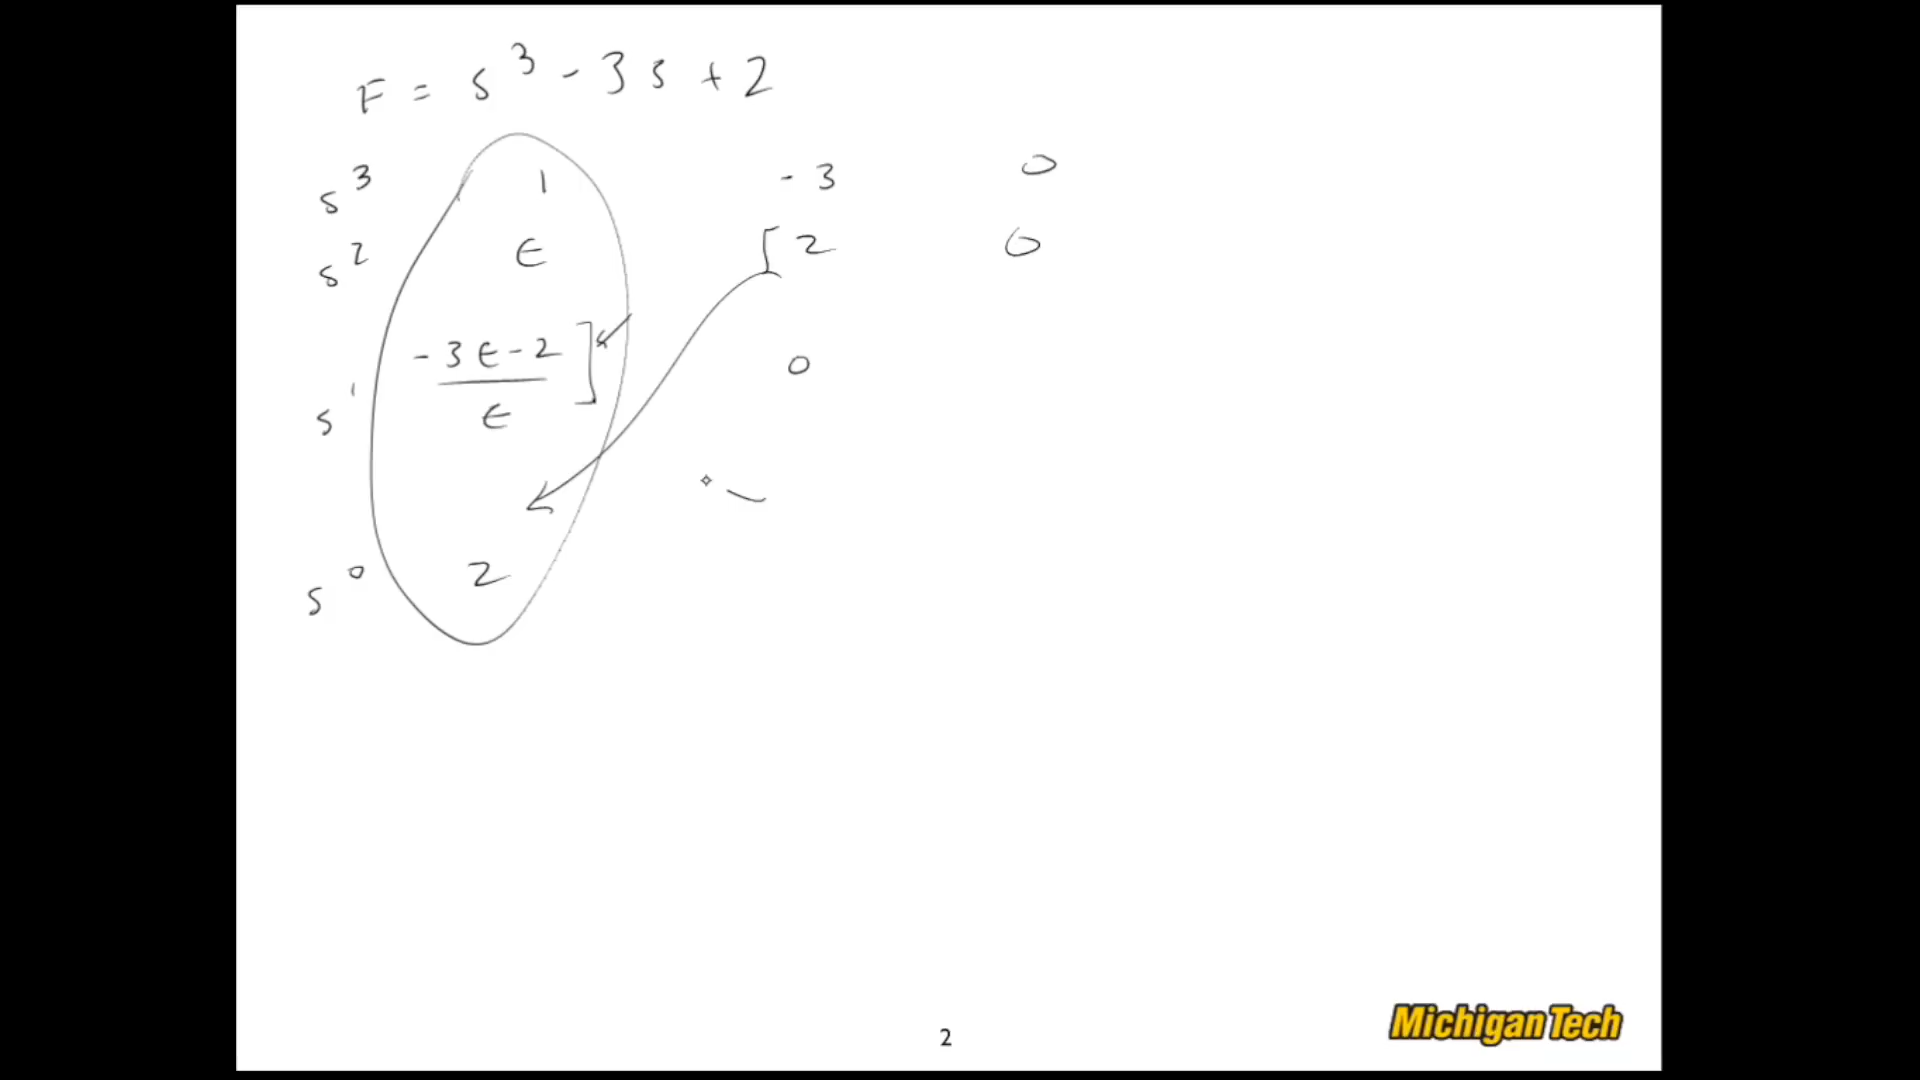 F = s³ - 3s + 2
s³ 1 -3 0
s² ϵ [2 0
s¹ (-3ϵ-2)/ϵ ] 0
s⁰ 2
2
Michigan Tech